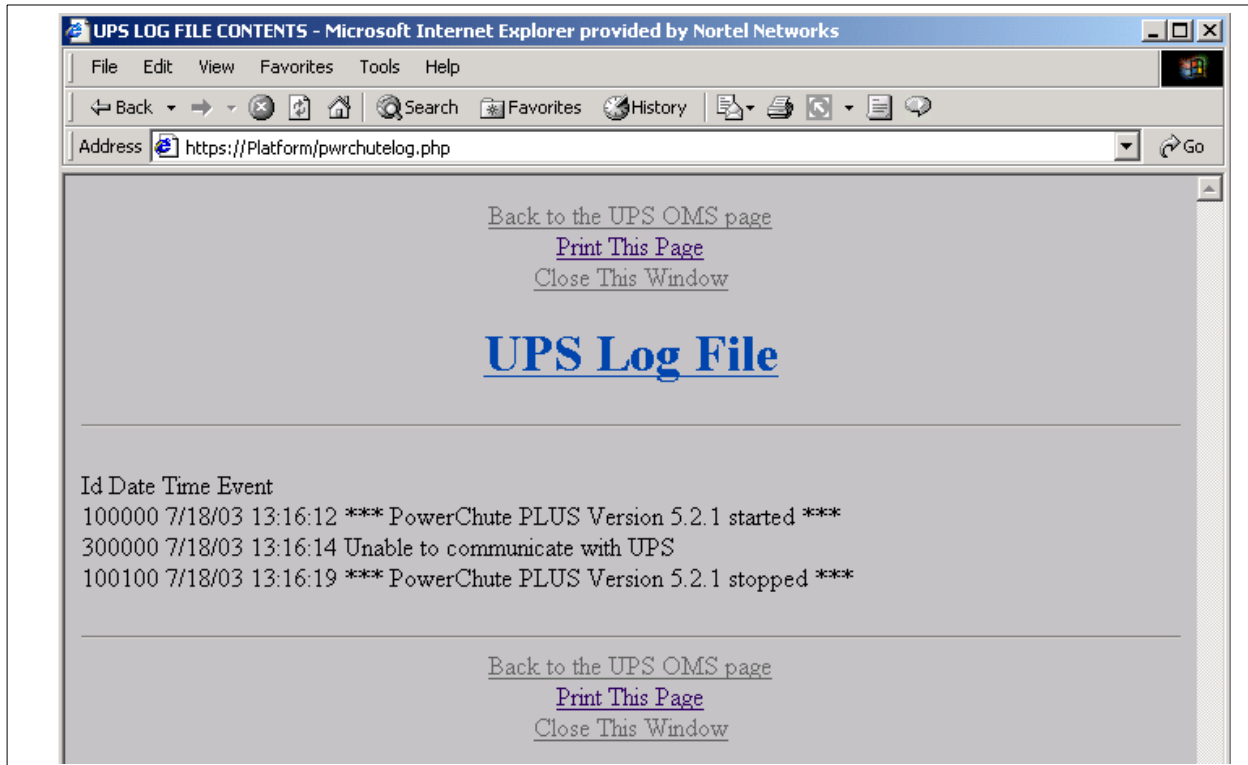 UPS LOG FILE CONTENTS - Microsoft Internet Explorer provided by Nortel Networks
File Edit View Favorites Tools Help
Back Search Favorites History
Address https://Platform/pwrchutelog.php Go
Back to the UPS OMS page
Print This Page
Close This Window
UPS Log File
Id Date Time Event
100000 7/18/03 13:16:12 *** PowerChute PLUS Version 5.2.1 started ***
300000 7/18/03 13:16:14 Unable to communicate with UPS
100100 7/18/03 13:16:19 *** PowerChute PLUS Version 5.2.1 stopped ***
Back to the UPS OMS page
Print This Page
Close This Window